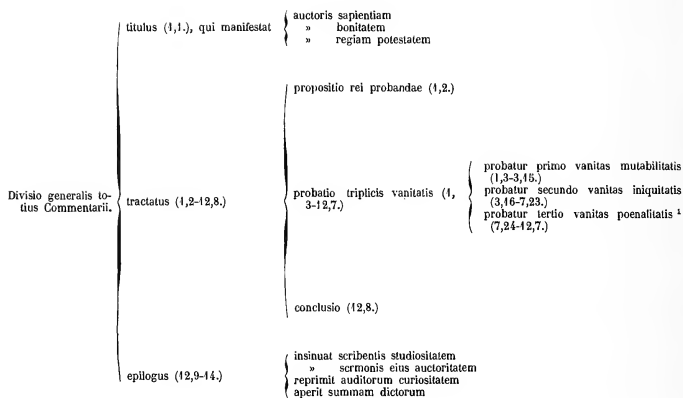 Divisio generalis to-
tius Commentarii.
titulus (1,1.), qui manifestat
auctoris sapientiam
» bonitatem
» regiam potestatem
tractatus (1,2-12,8.)
propositio rei probandae (1,2.)
probatio triplicis vanitatis (1,
3-12,7.)
probatur primo vanitas mutabilitatis
(1,3-3,15.)
probatur secundo vanitas iniquitatis
(3,16-7,23.)
probatur tertio vanitas poenalitatis ¹
(7,24-12,7.)
conclusio (12,8.)
epilogus (12,9-14.)
insinuat scribentis studiositatem
» scrmonis eius auctoritatem
reprimit auditorum curiositatem
aperit summam dictorum